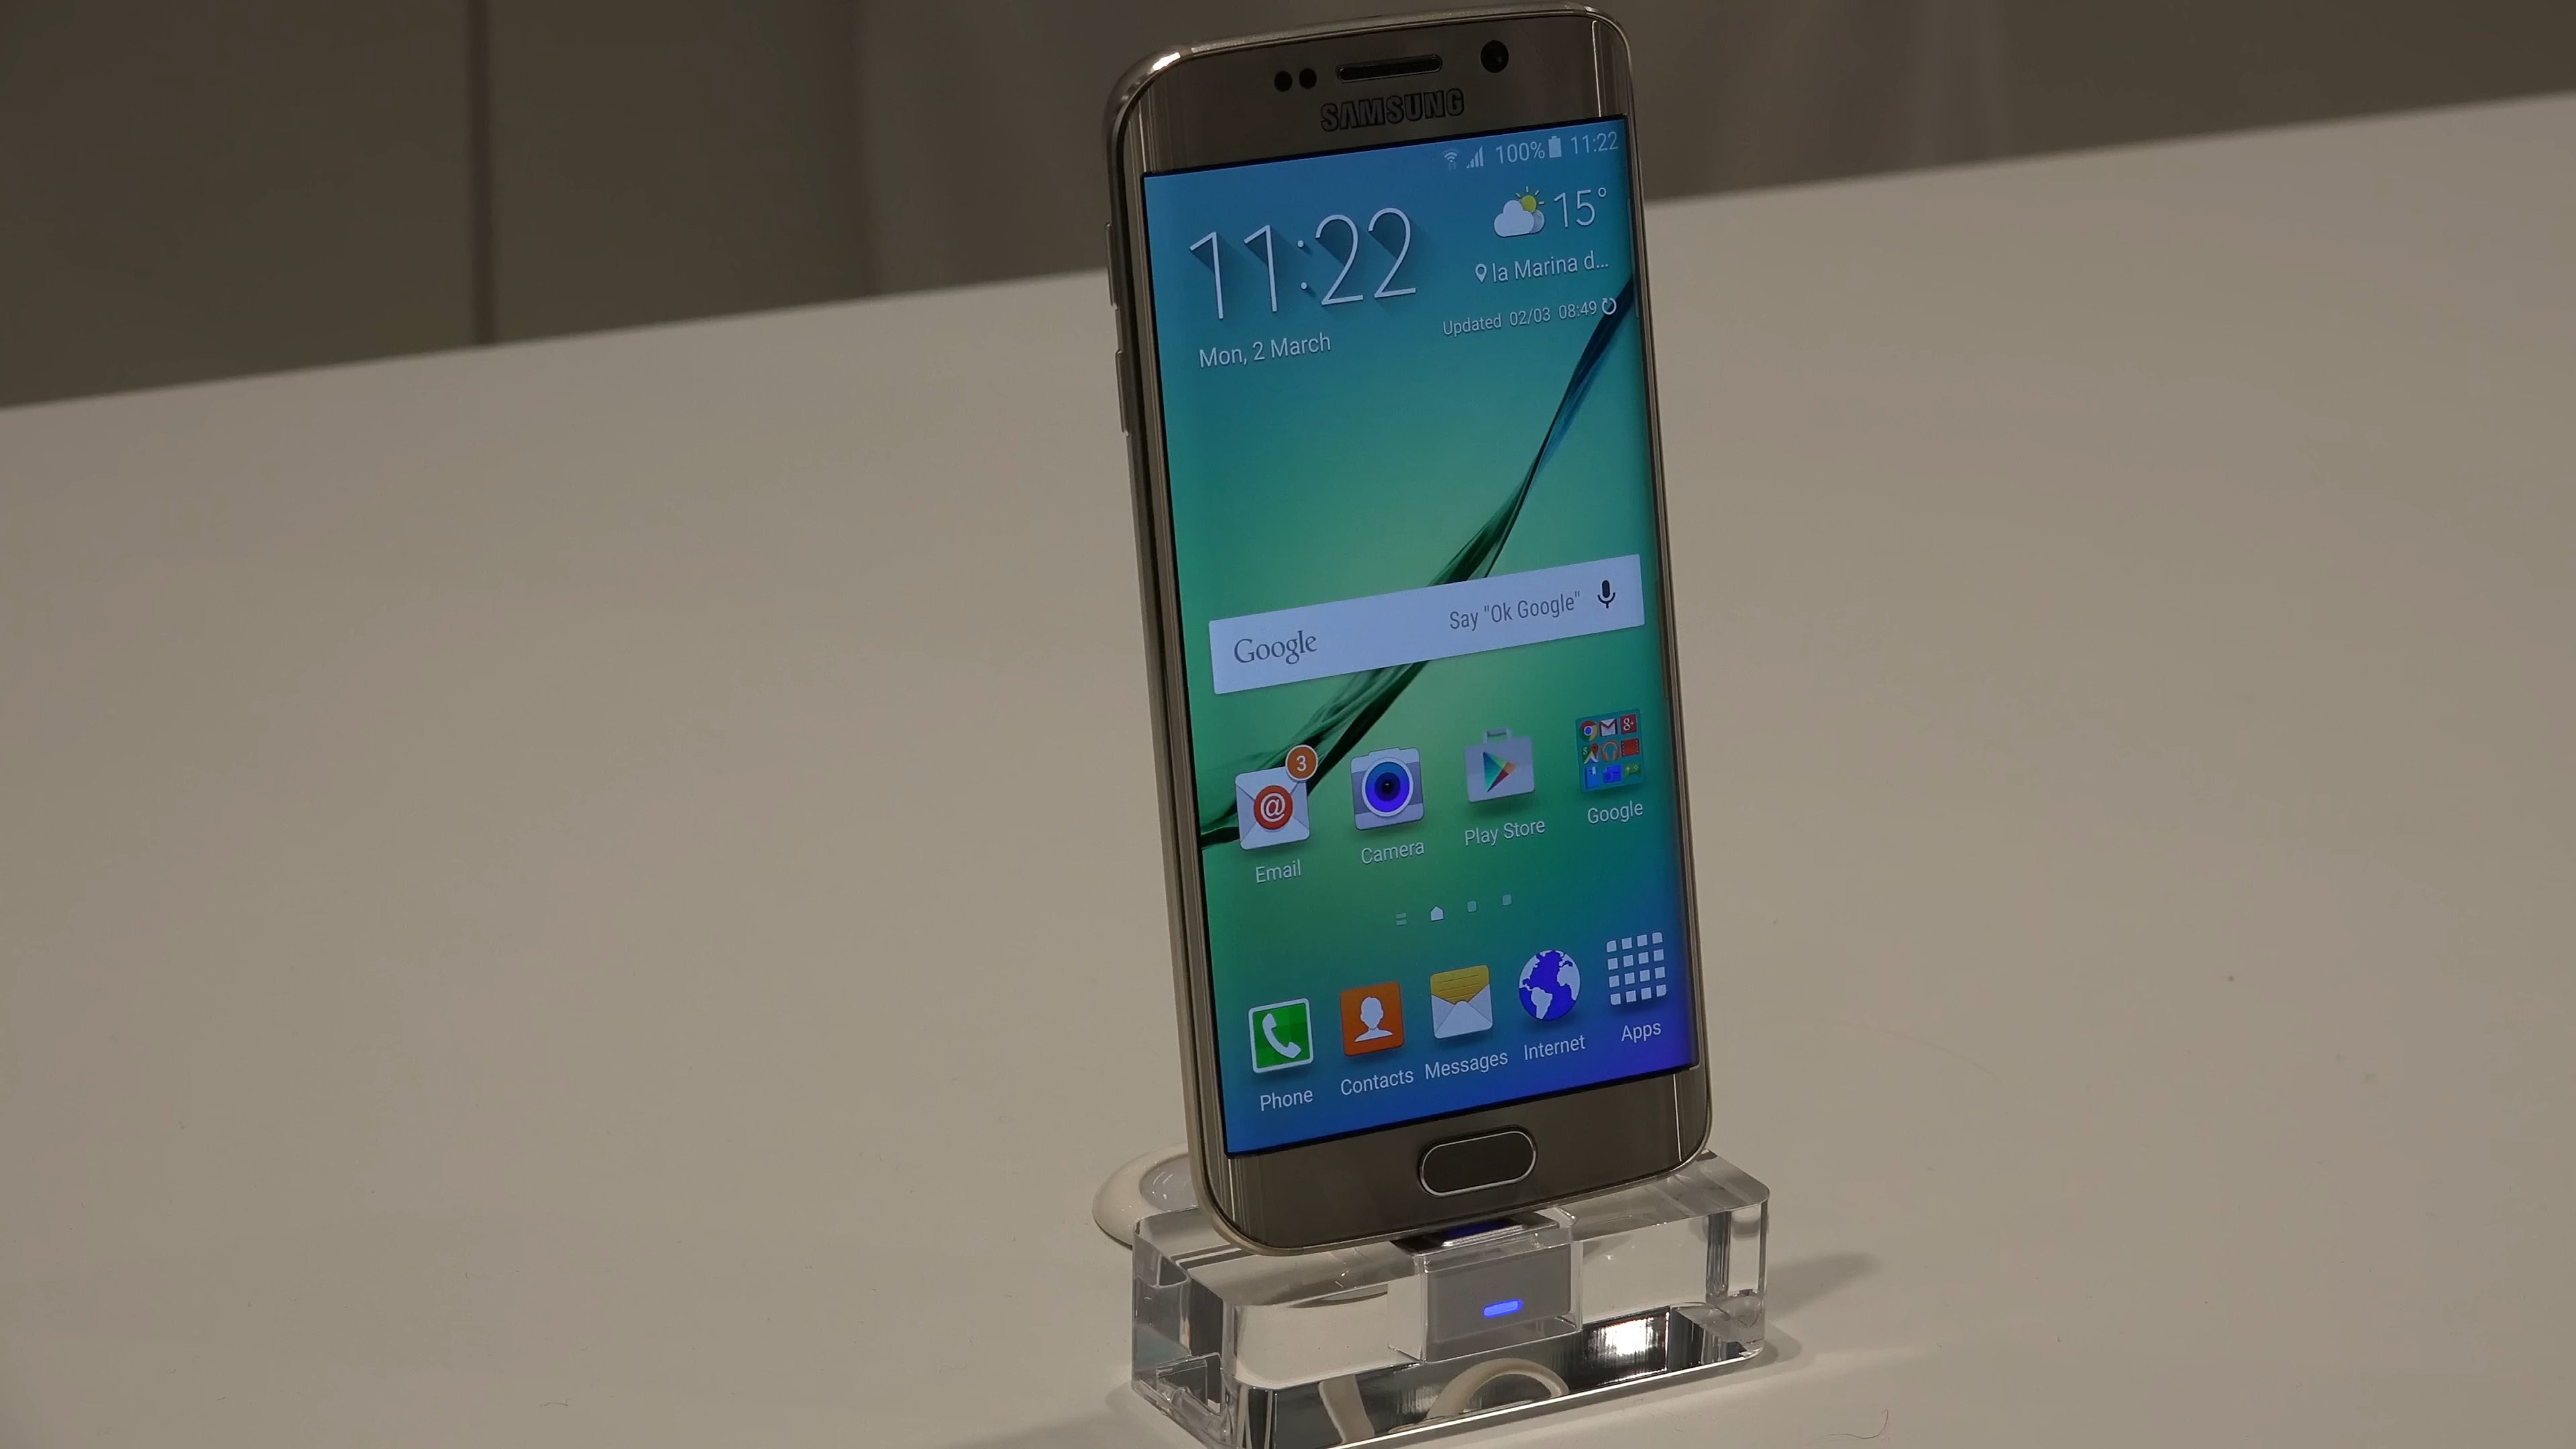 SAMSUNG
100% 11:22
11:22
15°
la Marina d...
Updated 02/03 08:49
Mon, 2 March
Google Say "Ok Google"
3
@
Email Camera Play Store Google
Phone Contacts Messages Internet Apps